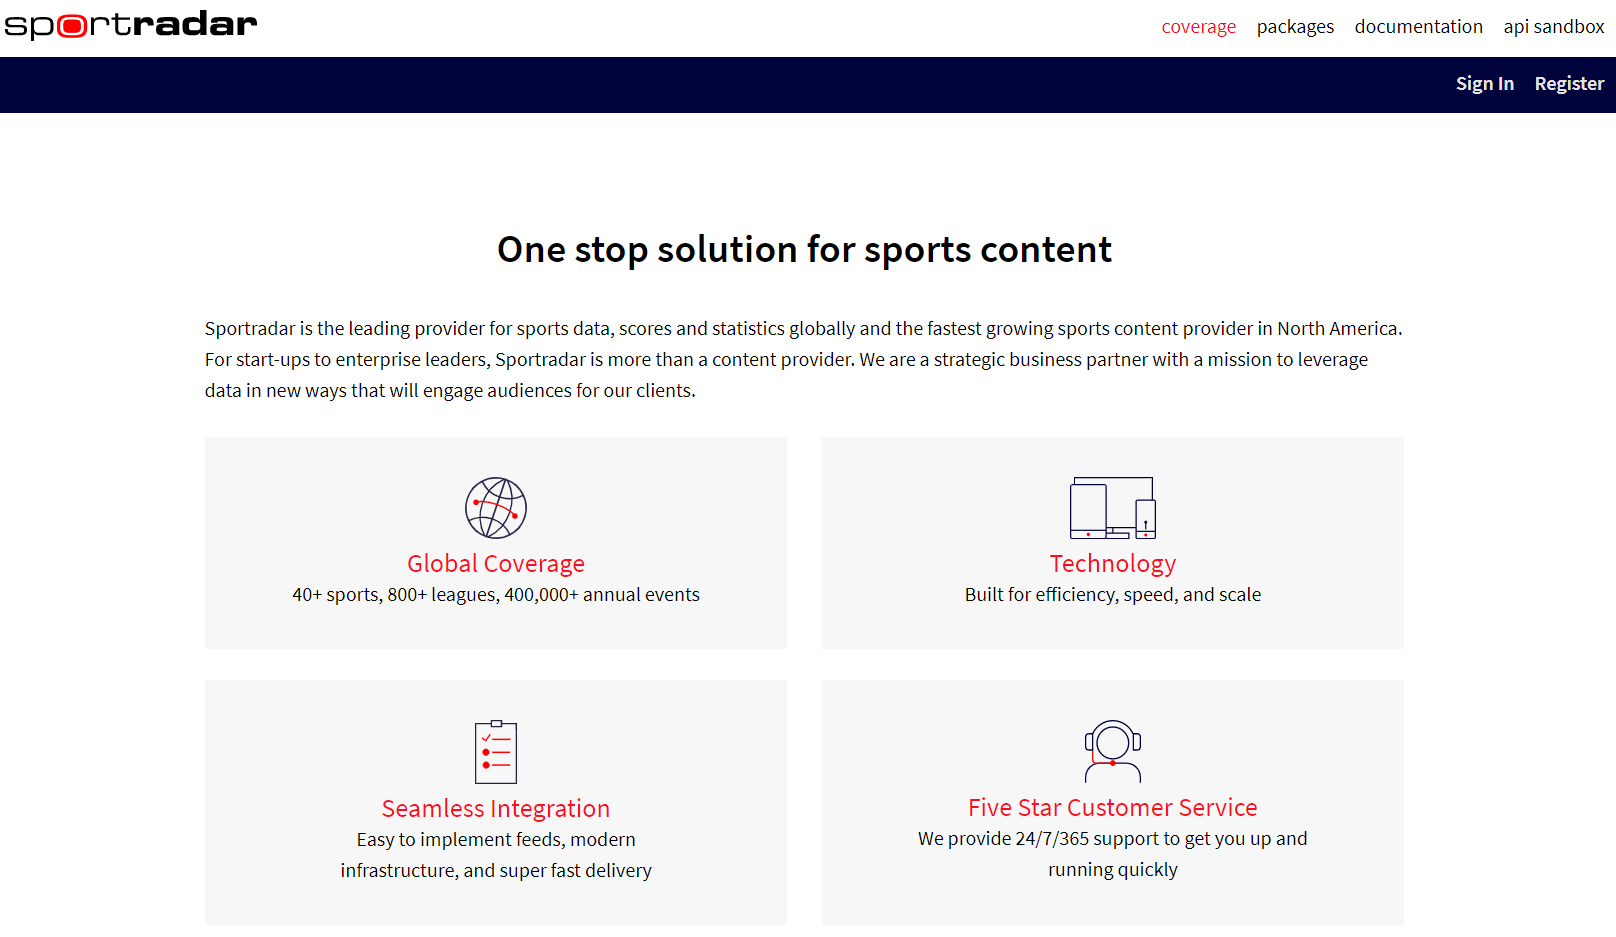 sportradar
coverage packages documentation api sandbox
Sign In Register
One stop solution for sports content
Sportradar is the leading provider for sports data, scores and statistics globally and the fastest growing sports content provider in North America.
For start-ups to enterprise leaders, Sportradar is more than a content provider. We are a strategic business partner with a mission to leverage
data in new ways that will engage audiences for our clients.
Global Coverage
40+ sports, 800+ leagues, 400,000+ annual events
Technology
Built for efficiency, speed, and scale
Seamless Integration
Easy to implement feeds, modern
infrastructure, and super fast delivery
Five Star Customer Service
We provide 24/7/365 support to get you up and
running quickly